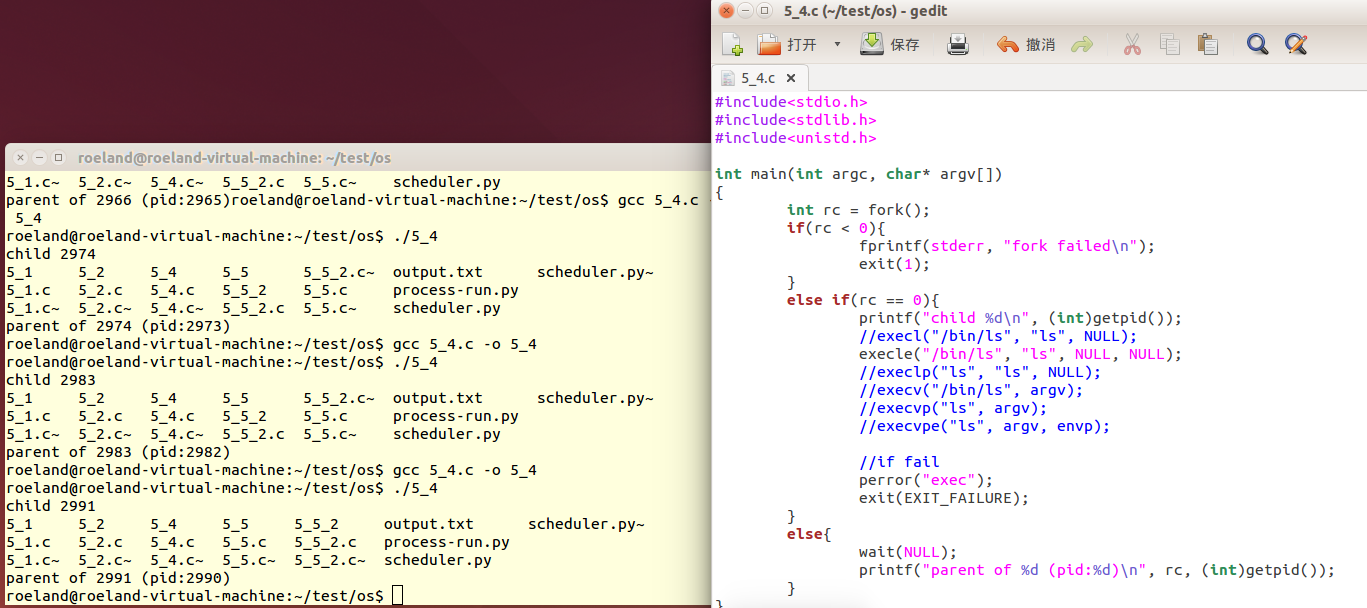 roeland@roeland-virtual-machine: ~/test/os
5_1.c~  5_2.c~  5_4.c~  5_5_2.c  5_5.c~    scheduler.py
parent of 2966 (pid:2965)roeland@roeland-virtual-machine:~/test/os$ gcc 5_4.c
 5_4
roeland@roeland-virtual-machine:~/test/os$ ./5_4
child 2974
5_1     5_2     5_4     5_5      5_5_2.c~  output.txt      scheduler.py~
5_1.c   5_2.c   5_4.c   5_5_2    5_5.c     process-run.py
5_1.c~  5_2.c~  5_4.c~  5_5_2.c  5_5.c~    scheduler.py
parent of 2974 (pid:2973)
roeland@roeland-virtual-machine:~/test/os$ gcc 5_4.c -o 5_4
roeland@roeland-virtual-machine:~/test/os$ ./5_4
child 2983
5_1     5_2     5_4     5_5      5_5_2.c~  output.txt      scheduler.py~
5_1.c   5_2.c   5_4.c   5_5_2    5_5.c     process-run.py
5_1.c~  5_2.c~  5_4.c~  5_5_2.c  5_5.c~    scheduler.py
parent of 2983 (pid:2982)
roeland@roeland-virtual-machine:~/test/os$ gcc 5_4.c -o 5_4
roeland@roeland-virtual-machine:~/test/os$ ./5_4
child 2991
5_1     5_2     5_4     5_5     5_5_2     output.txt      scheduler.py~
5_1.c   5_2.c   5_4.c   5_5.c   5_5_2.c   process-run.py
5_1.c~  5_2.c~  5_4.c~  5_5.c~  5_5_2.c~  scheduler.py
parent of 2991 (pid:2990)
roeland@roeland-virtual-machine:~/test/os$
5_4.c (~/test/os) - gedit
打开 保存 撤消
5_4.c
#include<stdio.h>
#include<stdlib.h>
#include<unistd.h>
int main(int argc, char* argv[])
{
        int rc = fork();
        if(rc < 0){
                fprintf(stderr, "fork failed\n");
                exit(1);
        }
        else if(rc == 0){
                printf("child %d\n", (int)getpid());
                //execl("/bin/ls", "ls", NULL);
                execle("/bin/ls", "ls", NULL, NULL);
                //execlp("ls", "ls", NULL);
                //execv("/bin/ls", argv);
                //execvp("ls", argv);
                //execvpe("ls", argv, envp);
                //if fail
                perror("exec");
                exit(EXIT_FAILURE);
        }
        else{
                wait(NULL);
                printf("parent of %d (pid:%d)\n", rc, (int)getpid());
        }
}